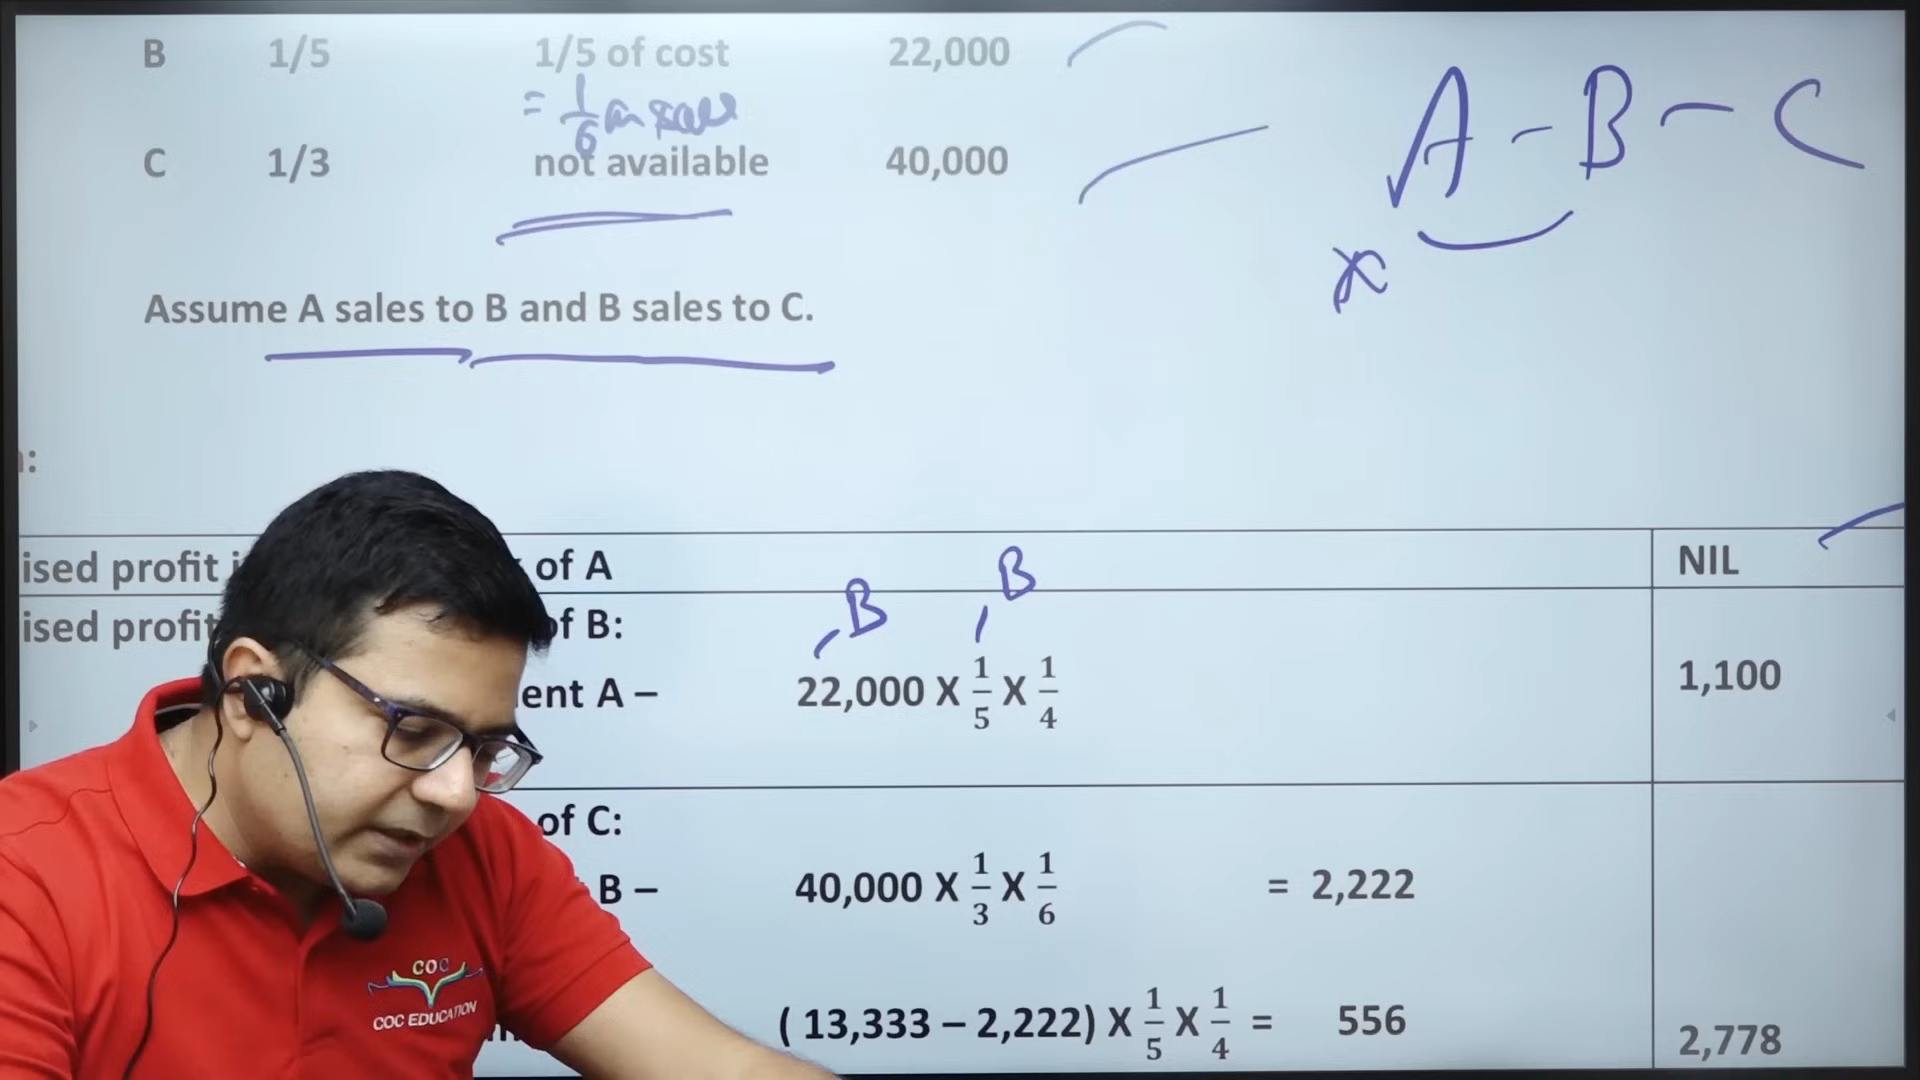 B 1/5 1/5 of cost 22,000
= 1/6 on sale
C 1/3 not available 40,000
A - B - C
x
Assume A sales to B and B sales to C.
:
ised profit of A NIL
B B
ised profit of B:
ent A – 22,000 X 1/5 X 1/4 1,100
of C:
B – 40,000 X 1/3 X 1/6 = 2,222
( 13,333 – 2,222) X 1/5 X 1/4 = 556
2,778
COC
COC EDUCATION